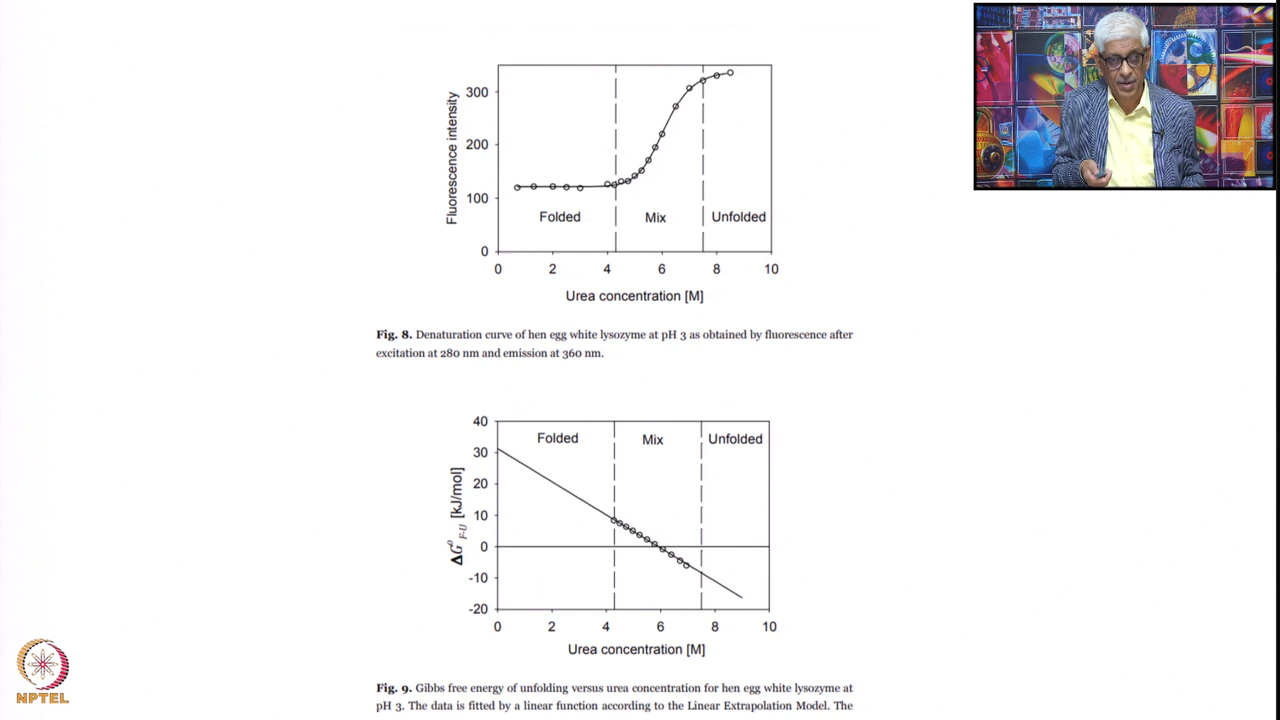 300
200
100
0
Fluorescence intensity
Folded
Mix
Unfolded
0 2 4 6 8 10
Urea concentration [M]
Fig. 8. Denaturation curve of hen egg white lysozyme at pH 3 as obtained by fluorescence after
excitation at 280 nm and emission at 360 nm.
40
30
20
10
0
-10
-20
ΔG°F-U [kJ/mol]
Folded
Mix
Unfolded
0 2 4 6 8 10
Urea concentration [M]
Fig. 9. Gibbs free energy of unfolding versus urea concentration for hen egg white lysozyme at
pH 3. The data is fitted by a linear function according to the Linear Extrapolation Model. The
NPTEL